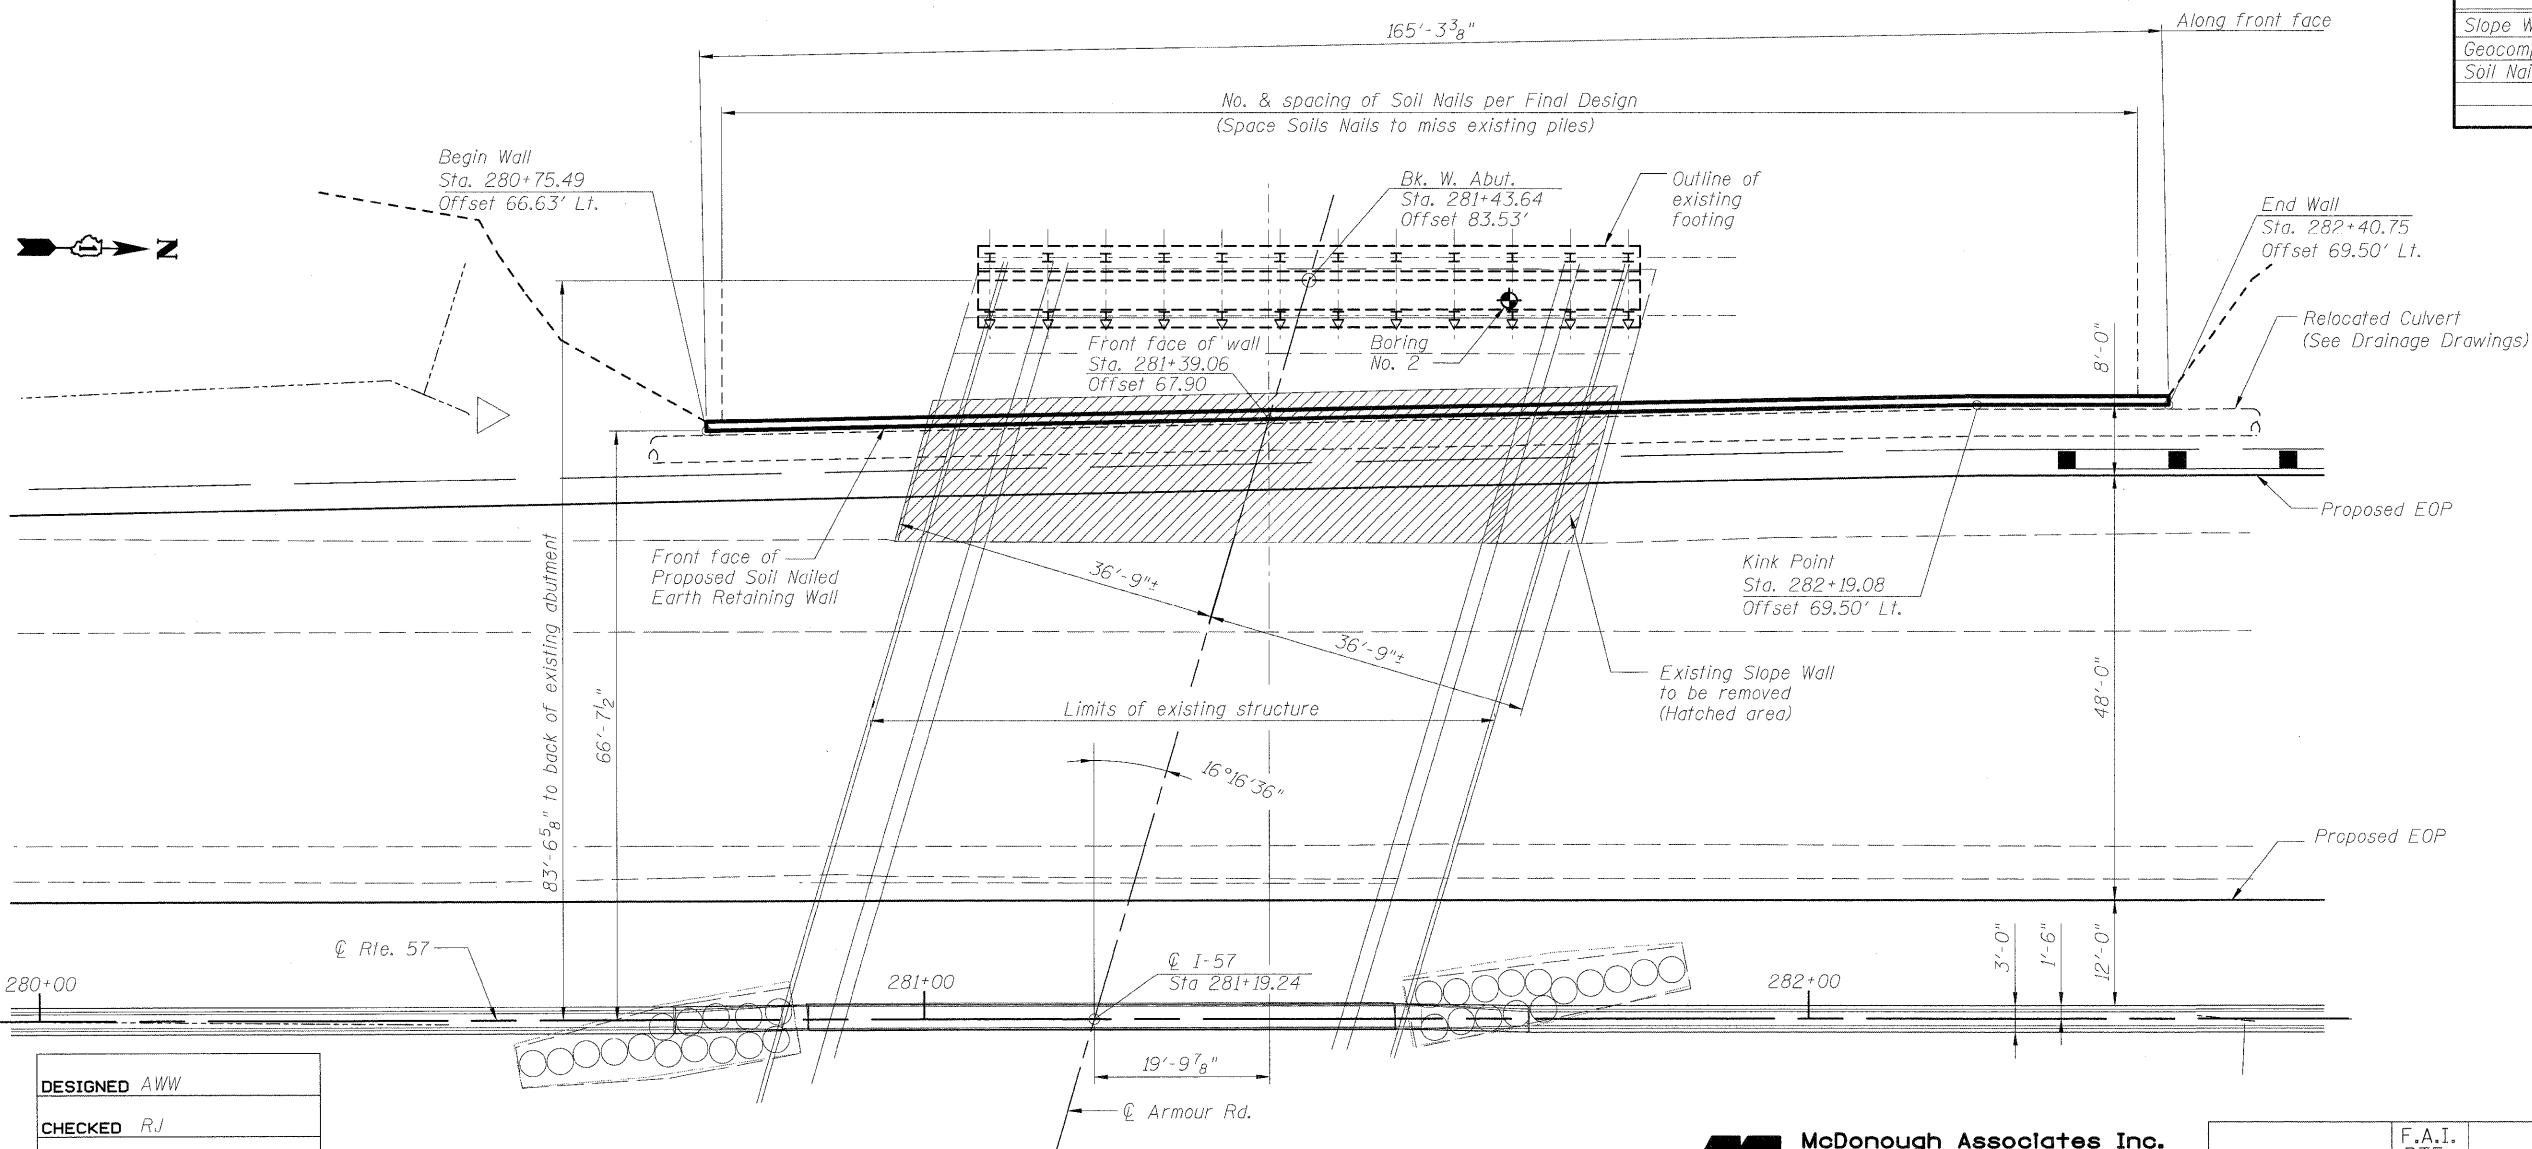 165'-3 3/8"
Along front face
Slope W
Geocom
Soil Nai
No. & spacing of Soil Nails per Final Design
(Space Soils Nails to miss existing piles)
Begin Wall
Sta. 280+75.49
Offset 66.63' Lt.
Bk. W. Abut.
Sta. 281+43.64
Offset 83.53'
Outline of
existing
footing
End Wall
Sta. 282+40.75
Offset 69.50' Lt.
N
Relocated Culvert
(See Drainage Drawings)
Front face of wall
Sta. 281+39.06
Offset 67.90
Boring
No. 2
8'-0"
Proposed EOP
Front face of
Proposed Soil Nailed
Earth Retaining Wall
36'-9"±
36'-9"±
Kink Point
Sta. 282+19.08
Offset 69.50' Lt.
83'-6 5/8" to back of existing abutment
66'-7 1/2"
Existing Slope Wall
to be removed
(Hatched area)
48'-0"
Limits of existing structure
16°16'36"
Proposed EOP
℄ Rte. 57
280+00
281+00
℄ I-57
Sta 281+19.24
282+00
3'-0"
1'-6"
12'-0"
19'-9 7/8"
℄ Armour Rd.
DESIGNED AWW
CHECKED RJ
McDonough Associates Inc.
F.A.I.